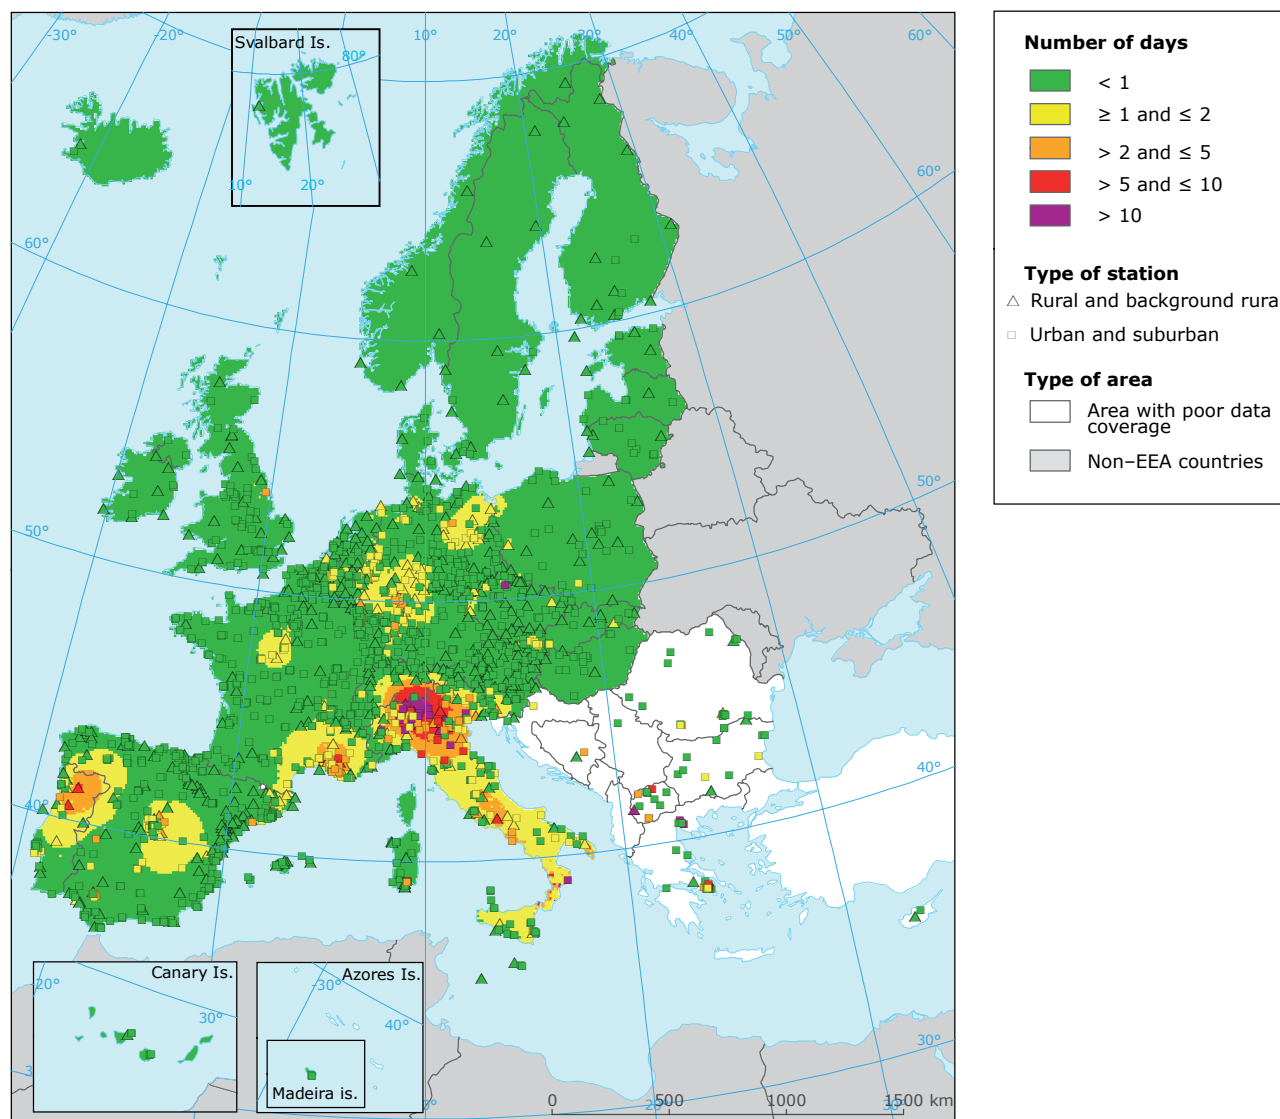 -30°
-20°
Svalbard Is.
80°
10°
20°
10°
20°
30°
40°
50°
60°
60°
60°
50°
50°
40°
40°
30°
Canary Is.
-20°
30°
Azores Is.
-30°
40°
Madeira is.
0
500
1000
1500 km
Number of days
< 1
≥ 1 and ≤ 2
> 2 and ≤ 5
> 5 and ≤ 10
> 10
Type of station
Rural and background rura
Urban and suburban
Type of area
Area with poor data
coverage
Non–EEA countries